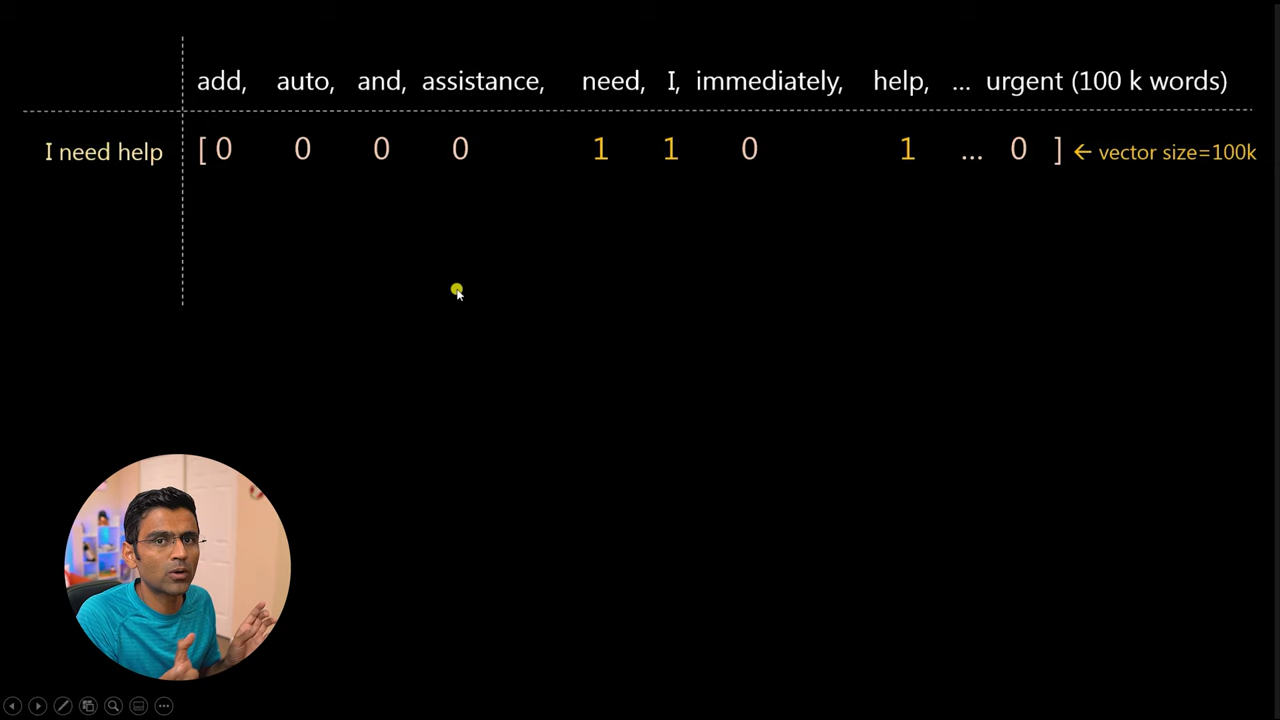 add, auto, and, assistance, need, I, immediately, help, ... urgent (100 k words)
I need help [ 0 0 0 0 1 1 0 1 ... 0 ] ← vector size=100k